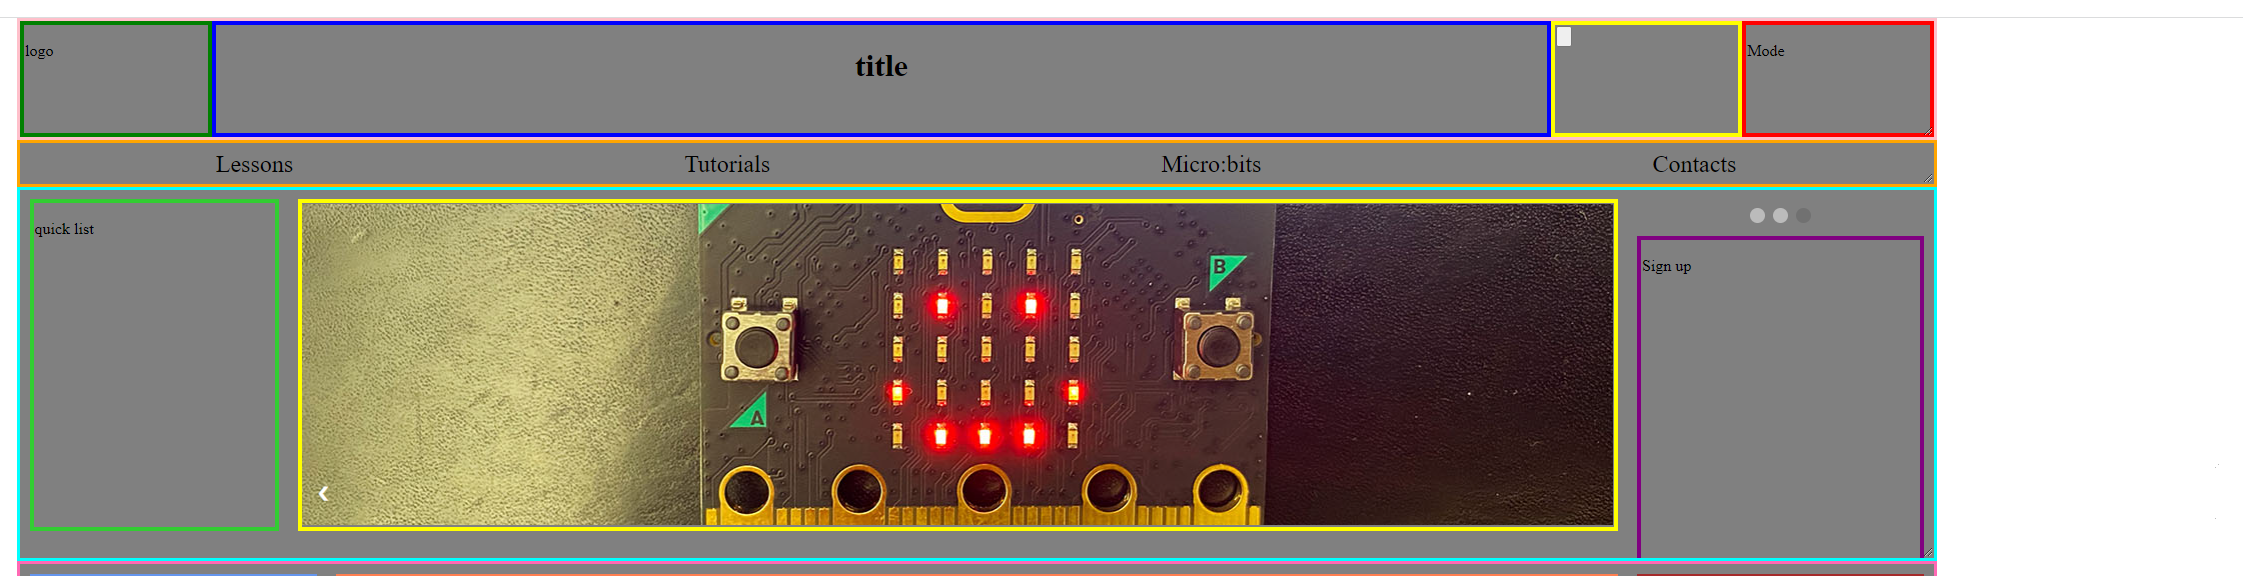 logo
title
Mode
Lessons
Tutorials
Micro:bits
Contacts
quick list
B
A
Sign up